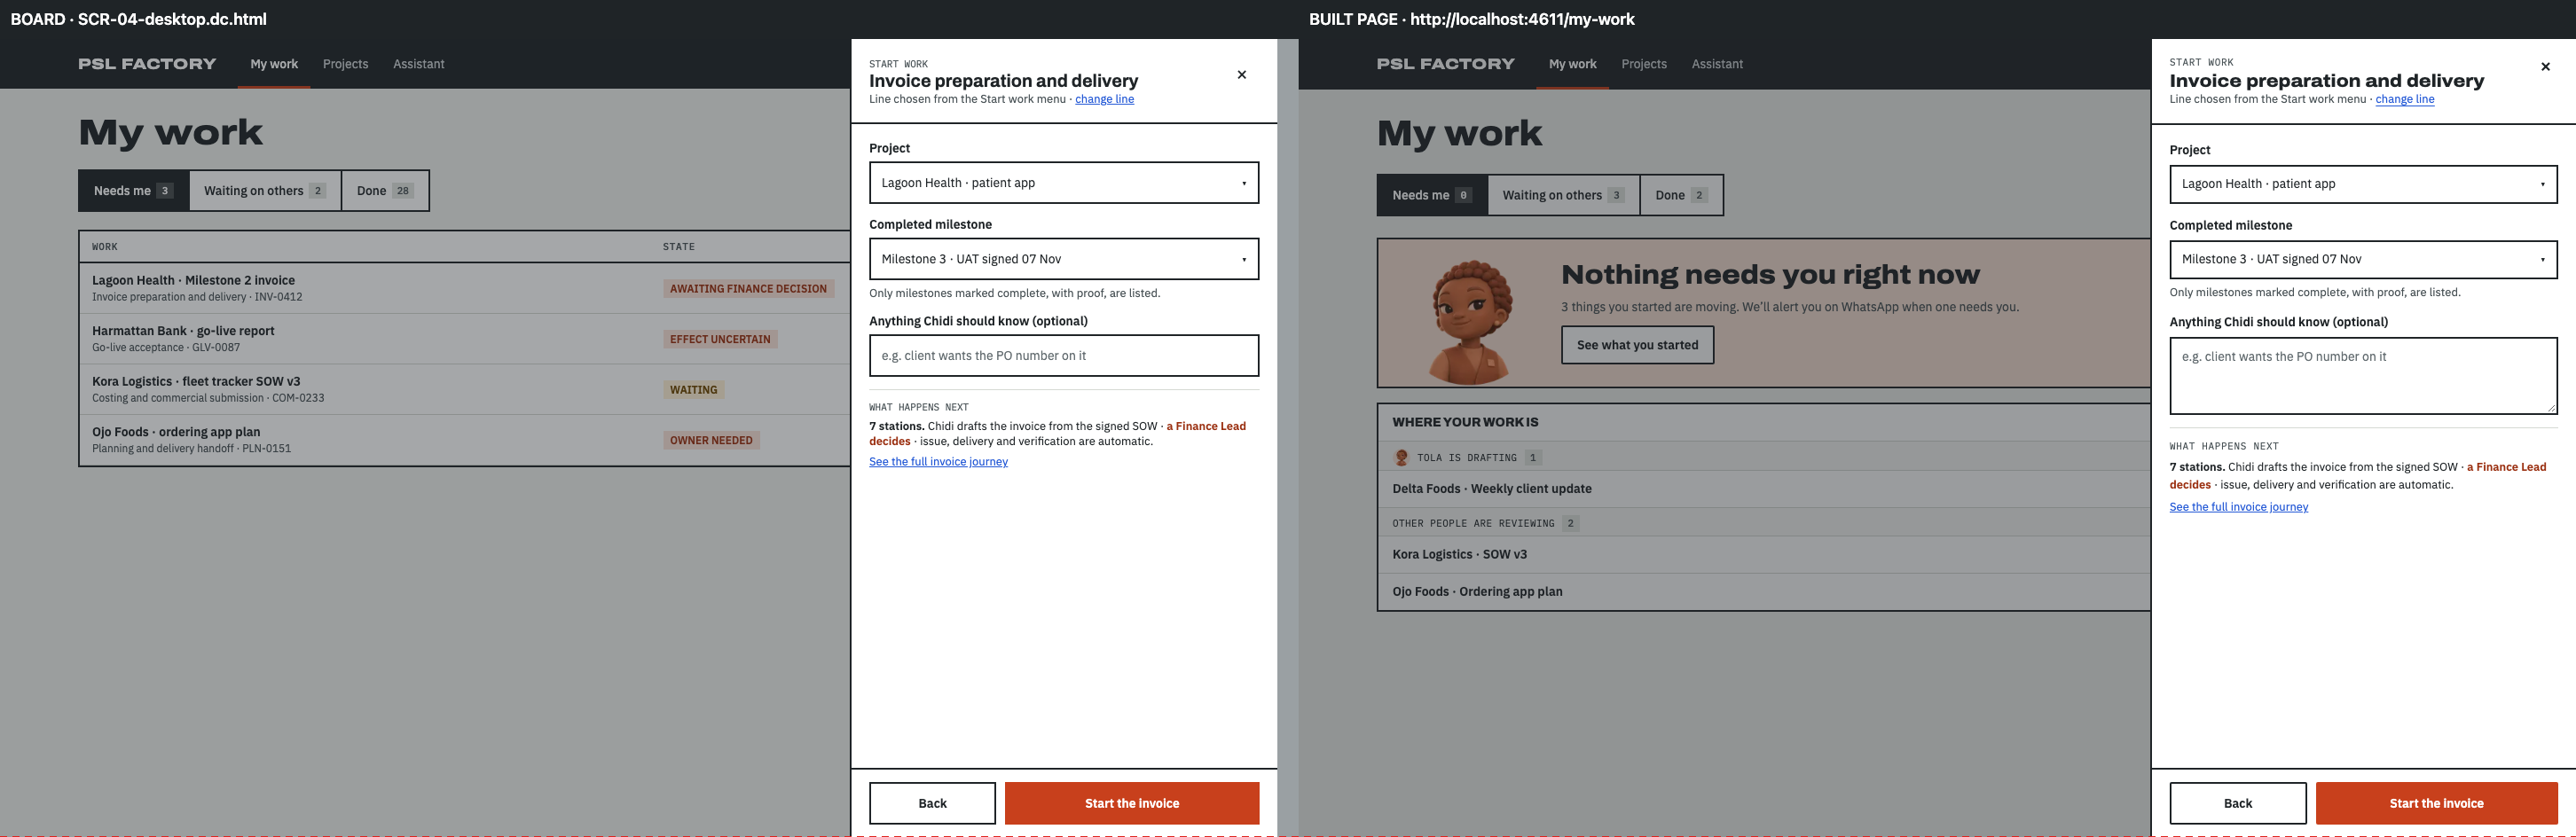 BOARD · SCR-04-desktop.dc.html
PSL FACTORY
My work
Projects
Assistant
My work
Needs me 3
Waiting on others 2
Done 28
WORK
STATE
Lagoon Health · Milestone 2 invoice
Invoice preparation and delivery · INV-0412
AWAITING FINANCE DECISION
Harmattan Bank · go-live report
Go-live acceptance · GLV-0087
EFFECT UNCERTAIN
Kora Logistics · fleet tracker SOW v3
Costing and commercial submission · COM-0233
WAITING
Ojo Foods · ordering app plan
Planning and delivery handoff · PLN-0151
OWNER NEEDED
START WORK
Invoice preparation and delivery
Line chosen from the Start work menu · change line
Project
Lagoon Health · patient app
Completed milestone
Milestone 3 · UAT signed 07 Nov
Only milestones marked complete, with proof, are listed.
Anything Chidi should know (optional)
e.g. client wants the PO number on it
WHAT HAPPENS NEXT
7 stations. Chidi drafts the invoice from the signed SOW · a Finance Lead
decides · issue, delivery and verification are automatic.
See the full invoice journey
Back
Start the invoice
BUILT PAGE · http://localhost:4611/my-work
PSL FACTORY
My work
Projects
Assistant
My work
Needs me 0
Waiting on others 3
Done 2
Nothing needs you right now
3 things you started are moving. We'll alert you on WhatsApp when one needs you.
See what you started
WHERE YOUR WORK IS
TOLA IS DRAFTING 1
Delta Foods · Weekly client update
OTHER PEOPLE ARE REVIEWING 2
Kora Logistics · SOW v3
Ojo Foods · Ordering app plan
START WORK
Invoice preparation and delivery
Line chosen from the Start work menu · change line
Project
Lagoon Health · patient app
Completed milestone
Milestone 3 · UAT signed 07 Nov
Only milestones marked complete, with proof, are listed.
Anything Chidi should know (optional)
e.g. client wants the PO number on it
WHAT HAPPENS NEXT
7 stations. Chidi drafts the invoice from the signed SOW · a Finance Lead
decides · issue, delivery and verification are automatic.
See the full invoice journey
Back
Start the invoice